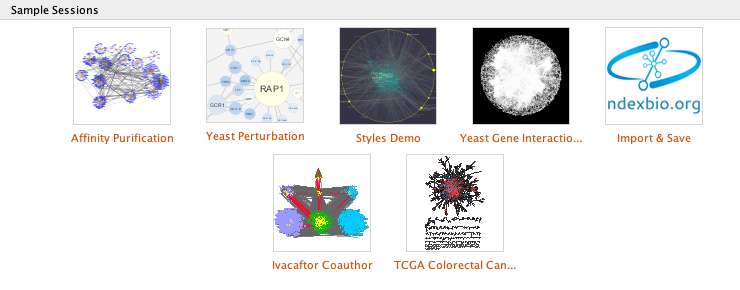 Sample Sessions
GCN4
RAP1
GCR1
ndexbio.org
Affinity Purification
Yeast Perturbation
Styles Demo
Yeast Gene Interactio...
Import & Save
Ivacaftor Coauthor
TCGA Colorectal Can...